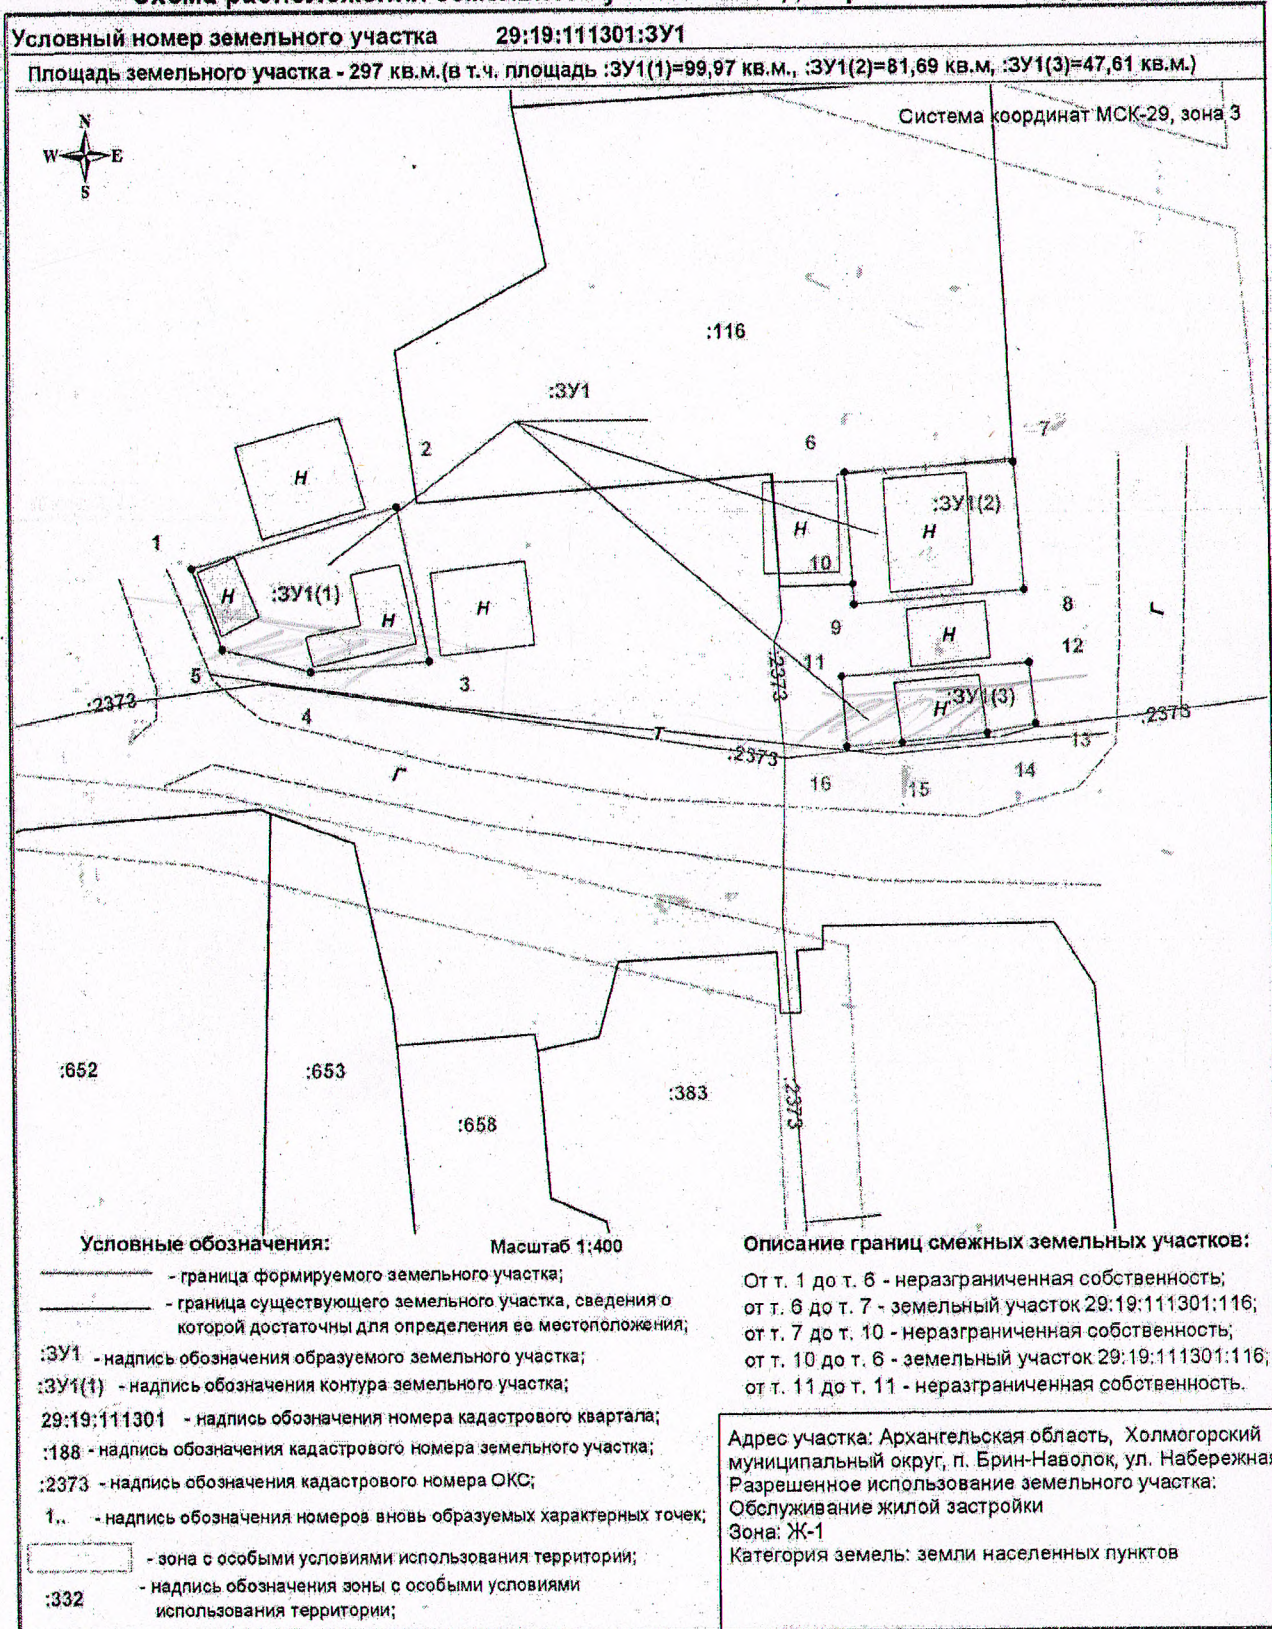 Условный номер земельного участка 29:19:111301:ЗУ1
Площадь земельного участка - 297 кв.м.(в т.ч. площадь :ЗУ1(1)=99,97 кв.м., :ЗУ1(2)=81,69 кв.м, :ЗУ1(3)=47,61 кв.м.)
Система координат МСК-29, зона 3
N
W E
S
:116
:ЗУ1
2
6
7
Н
:ЗУ1(2)
Н
Н
1
10
Н
:ЗУ1(1)
Н
Н
8
Г
9
Н
12
11
5
3
:2373
:ЗУ1(3)
Н
:2373
4
:2373
Т
:2373
13
Г
16
15
14
:652
:653
:383
:2373
:658
Условные обозначения:
Масштаб 1:400
- граница формируемого земельного участка;
- граница существующего земельного участка, сведения о
которой достаточны для определения ее местоположения;
:ЗУ1 - надпись обозначения образуемого земельного участка;
:ЗУ1(1) - надпись обозначения контура земельного участка;
29:19:111301 - надпись обозначения номера кадастрового квартала;
:188 - надпись обозначения кадастрового номера земельного участка;
:2373 - надпись обозначения кадастрового номера ОКС;
1.. - надпись обозначения номеров вновь образуемых характерных точек;
- зона с особыми условиями использования территории;
:332 - надпись обозначения зоны с особыми условиями
использования территории;
Описание границ смежных земельных участков:
От т. 1 до т. 6 - неразграниченная собственность;
от т. 6 до т. 7 - земельный участок 29:19:111301:116;
от т. 7 до т. 10 - неразграниченная собственность;
от т. 10 до т. 6 - земельный участок 29:19:111301:116;
от т. 11 до т. 11 - неразграниченная собственность.
Адрес участка: Архангельская область, Холмогорский
муниципальный округ, п. Брин-Наволок, ул. Набережная
Разрешенное использование земельного участка:
Обслуживание жилой застройки
Зона: Ж-1
Категория земель: земли населенных пунктов